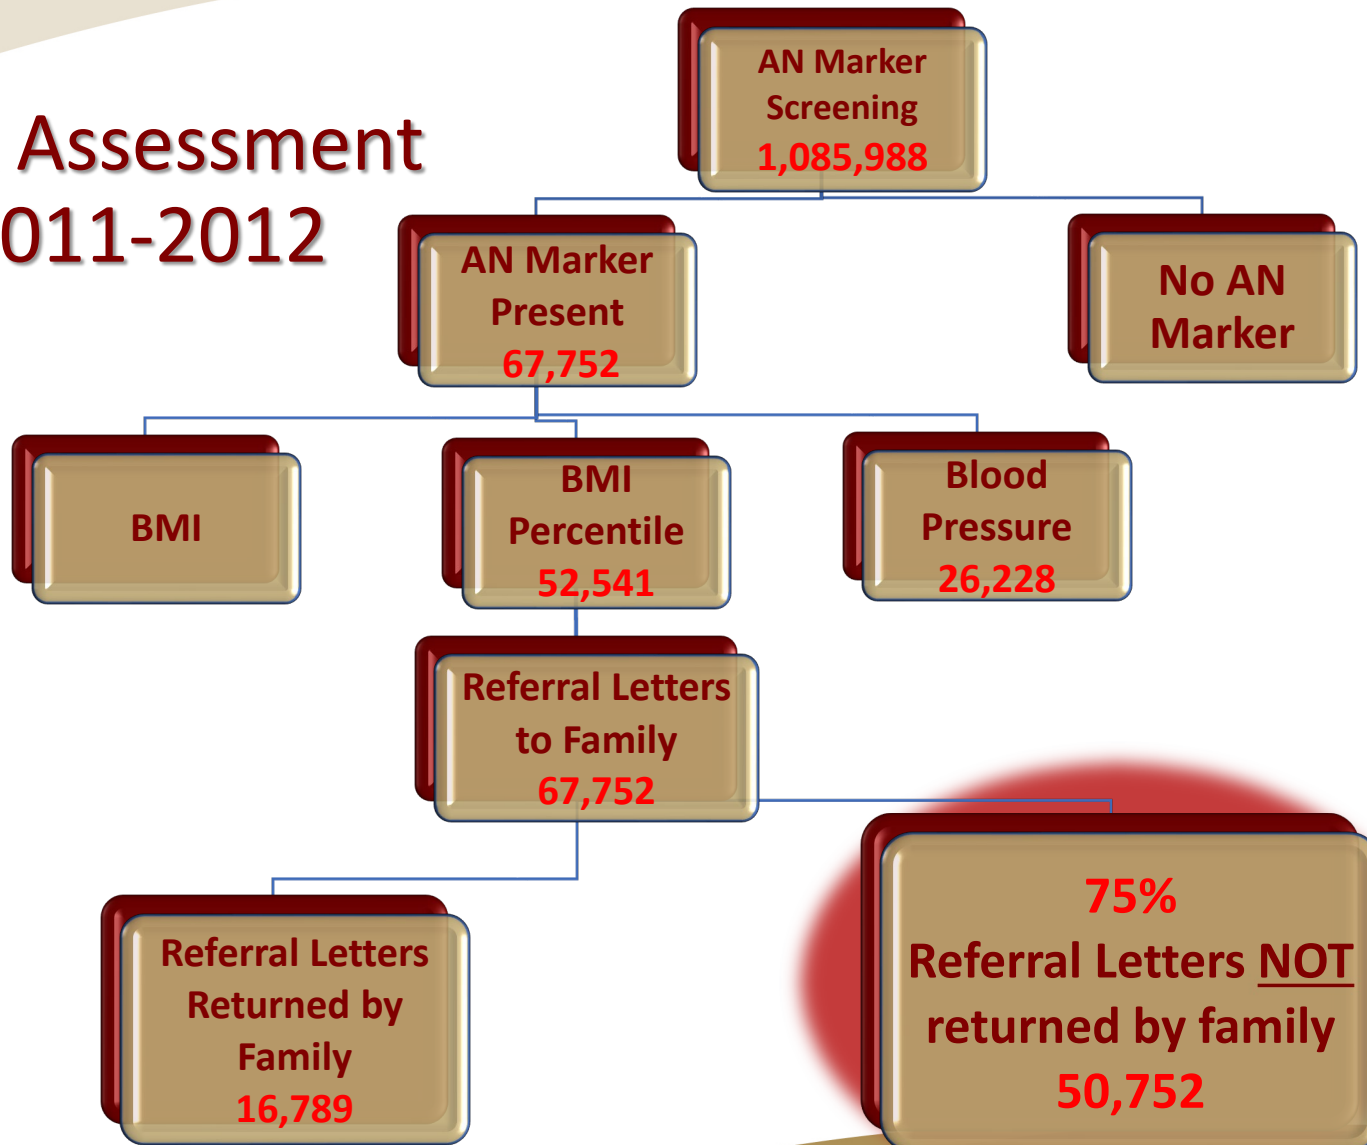 Assessment
011-2012
AN Marker
Screening
1,085,988
AN Marker
Present
67,752
No AN
Marker
BMI
BMI
Percentile
52,541
Blood
Pressure
26,228
Referral Letters
to Family
67,752
Referral Letters
Returned by
Family
16,789
75%
Referral Letters NOT
returned by family
50,752